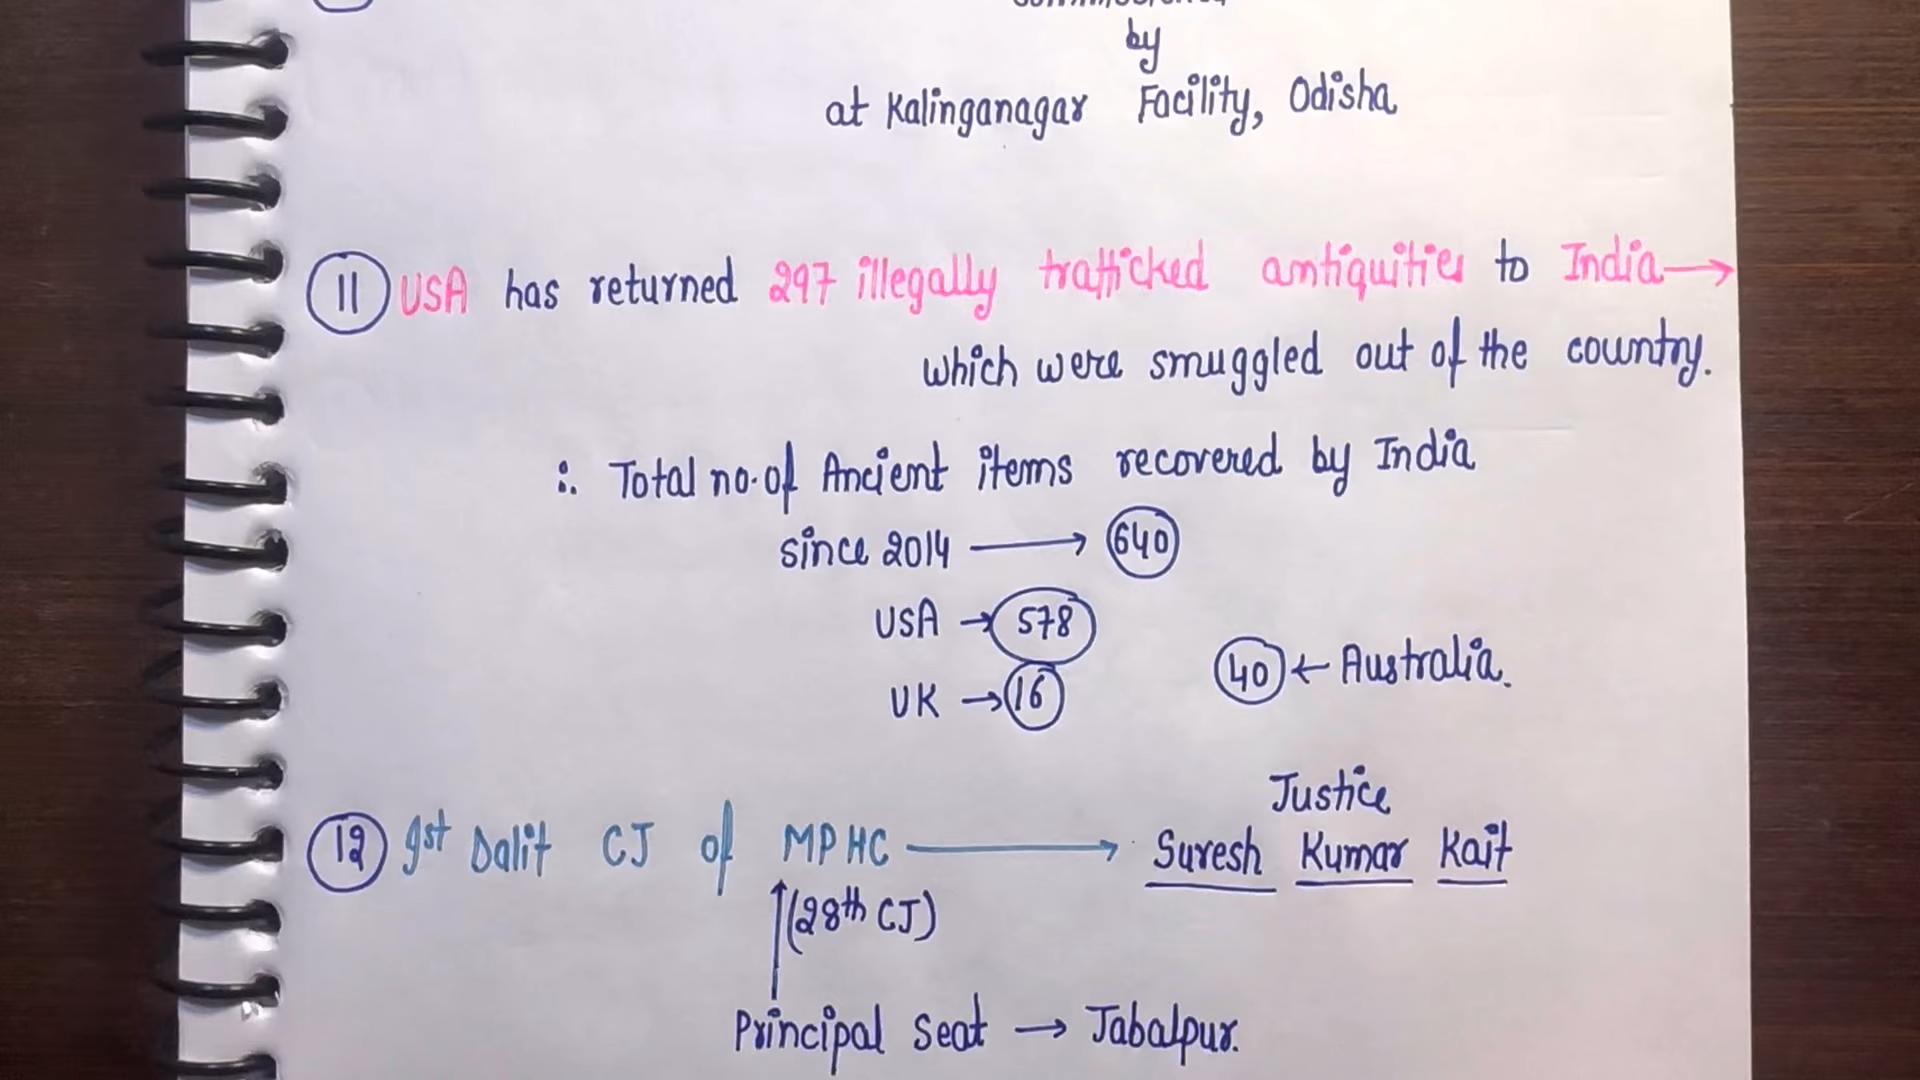 by
at Kalinganagar Facility, Odisha
11 USA has returned 297 illegally trafficked antiquities to India →
which were smuggled out of the country.
∴ Total no. of Ancient items recovered by India
since 2014 → 640
USA → 578
40 ← Australia.
UK → 16
Justice
12 1st Dalit CJ of MPHC → Suresh Kumar Kait
(28th CJ)
Principal Seat → Jabalpur.